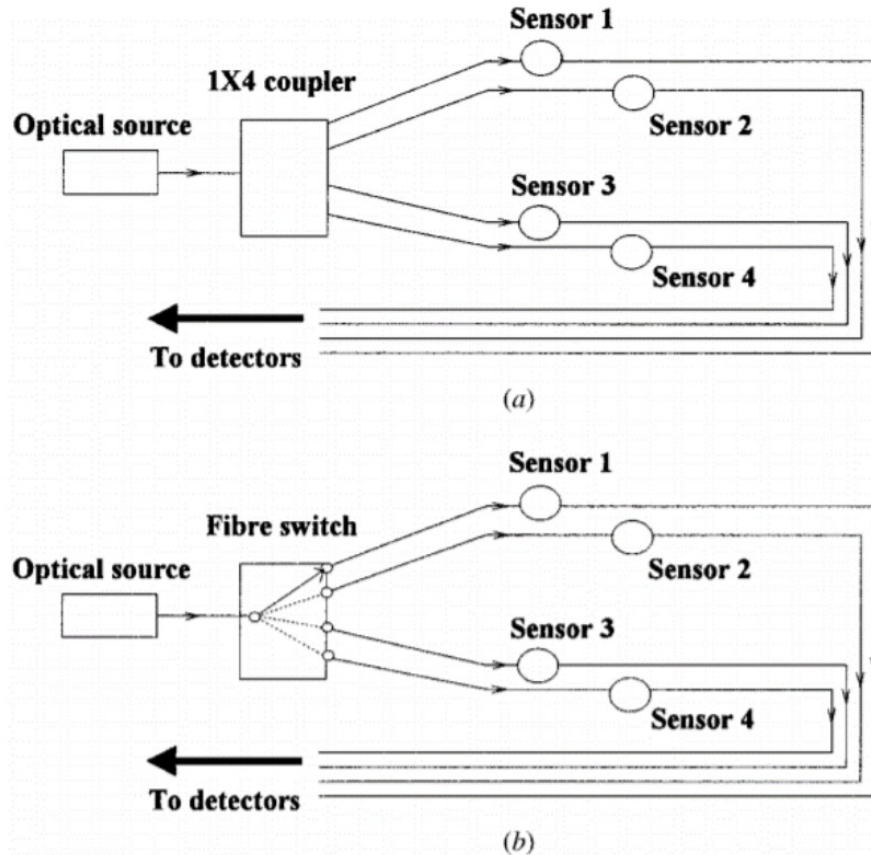 Sensor 1
1X4 coupler
Optical source
Sensor 2
Sensor 3
Sensor 4
To detectors
(a)
Sensor 1
Fibre switch
Optical source
Sensor 2
Sensor 3
Sensor 4
To detectors
(b)